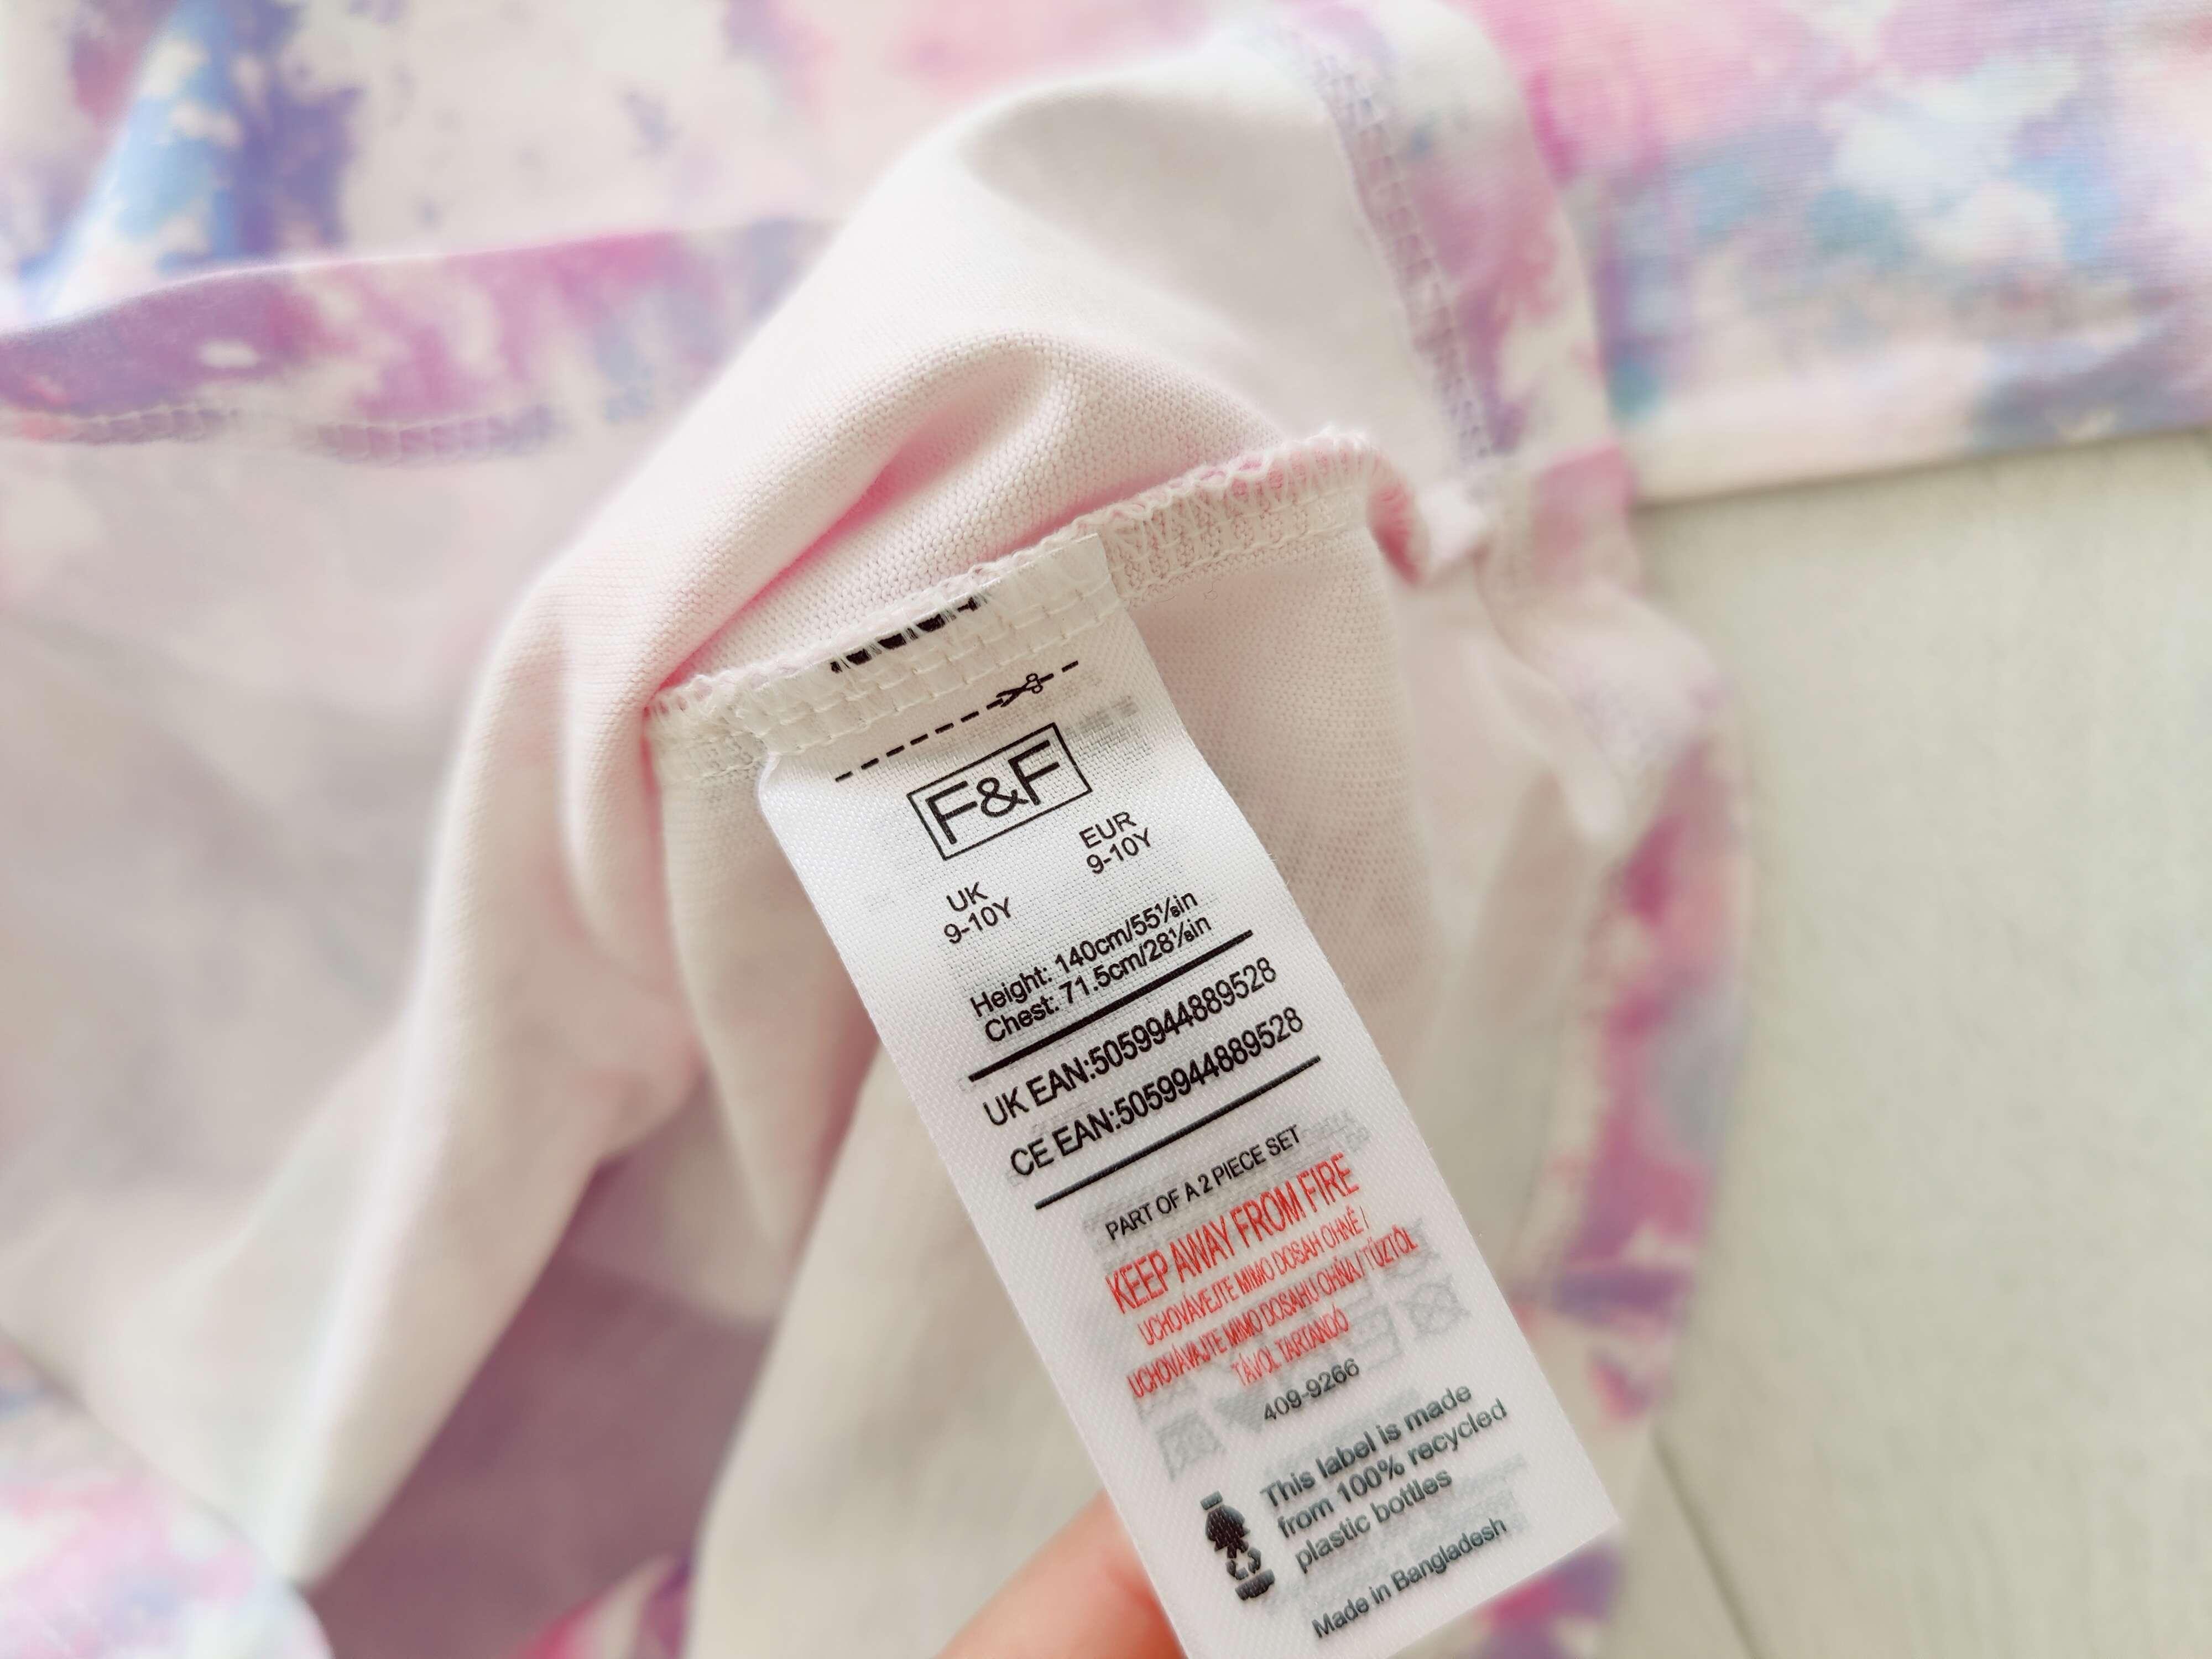 F&F
UK EUR
9-10Y 9-10Y
Height: 140cm/55⅛in
Chest: 71.5cm/28⅛in
UK EAN:5059944889528
CE EAN:5059944889528
PART OF A 2 PIECE SET
KEEP AWAY FROM FIRE
UCHOVÁVEJTE MIMO DOSAH OHNĚ /
UCHOVÁVAJTE MIMO DOSAHU OHŇA / TŰZTŐL
TÁVOL TARTANDÓ
409-9266
This label is made
from 100% recycled
plastic bottles
Made in Bangladesh